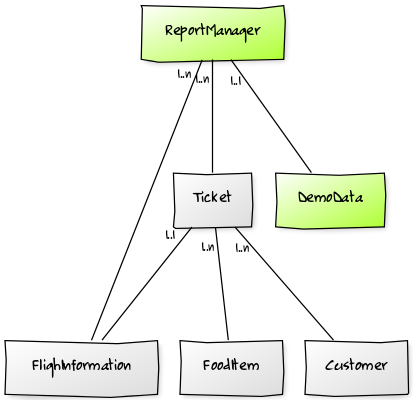 ReportManager
1..n
1..n
1..1
Ticket
DemoData
1..1
1..n
1..n
FlighInformation
FoodItem
Customer